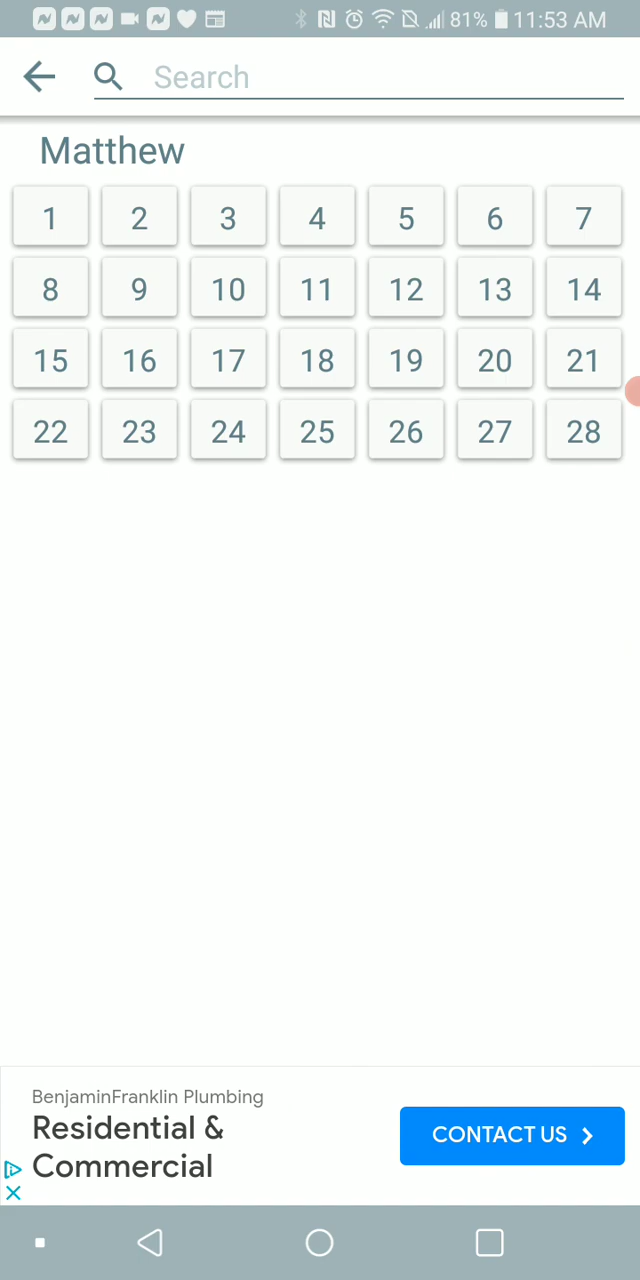 81% 11:53 AM
Search
Matthew
1 2 3 4 5 6 7
8 9 10 11 12 13 14
15 16 17 18 19 20 21
22 23 24 25 26 27 28
BenjaminFranklin Plumbing
Residential &
Commercial
CONTACT US